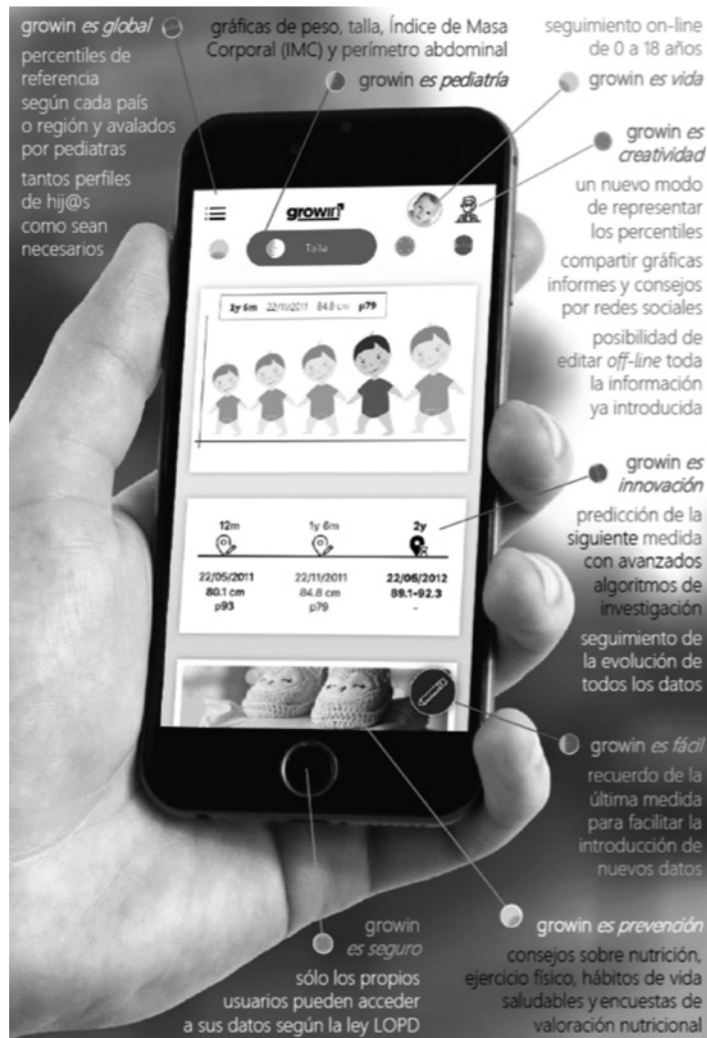 growin es global
percentiles de
referencia
según cada país
o región y avalados
por pediatras
tantos perfiles
de hij@s
como sean
necesarios
gráficas de peso, talla, Índice de Masa
Corporal (IMC) y perímetro abdominal
growin es pediatría
seguimiento on-line
de 0 a 18 años
growin es vida
growin es
creatividad
un nuevo modo
de representar
los percentiles
compartir gráficas
informes y consejos
por redes sociales
posibilidad de
editar off-line toda
la información
ya introducida
growin
Talla
1y 6m 22/11/2011 84.8 cm p79
12m 1y 6m 2y
22/05/2011 22/11/2011 22/06/2012
80.1 cm 84.8 cm 89.1-92.3
p93 p79 -
growin es
innovación
predicción de la
siguiente medida
con avanzados
algoritmos de
investigación
seguimiento de
la evolución de
todos los datos
growin es fácil
recuerdo de la
última medida
para facilitar la
introducción de
nuevos datos
growin
es seguro
sólo los propios
usuarios pueden acceder
a sus datos según la ley LOPD
growin es prevención
consejos sobre nutrición,
ejercicio físico, hábitos de vida
saludables y encuestas de
valoración nutricional